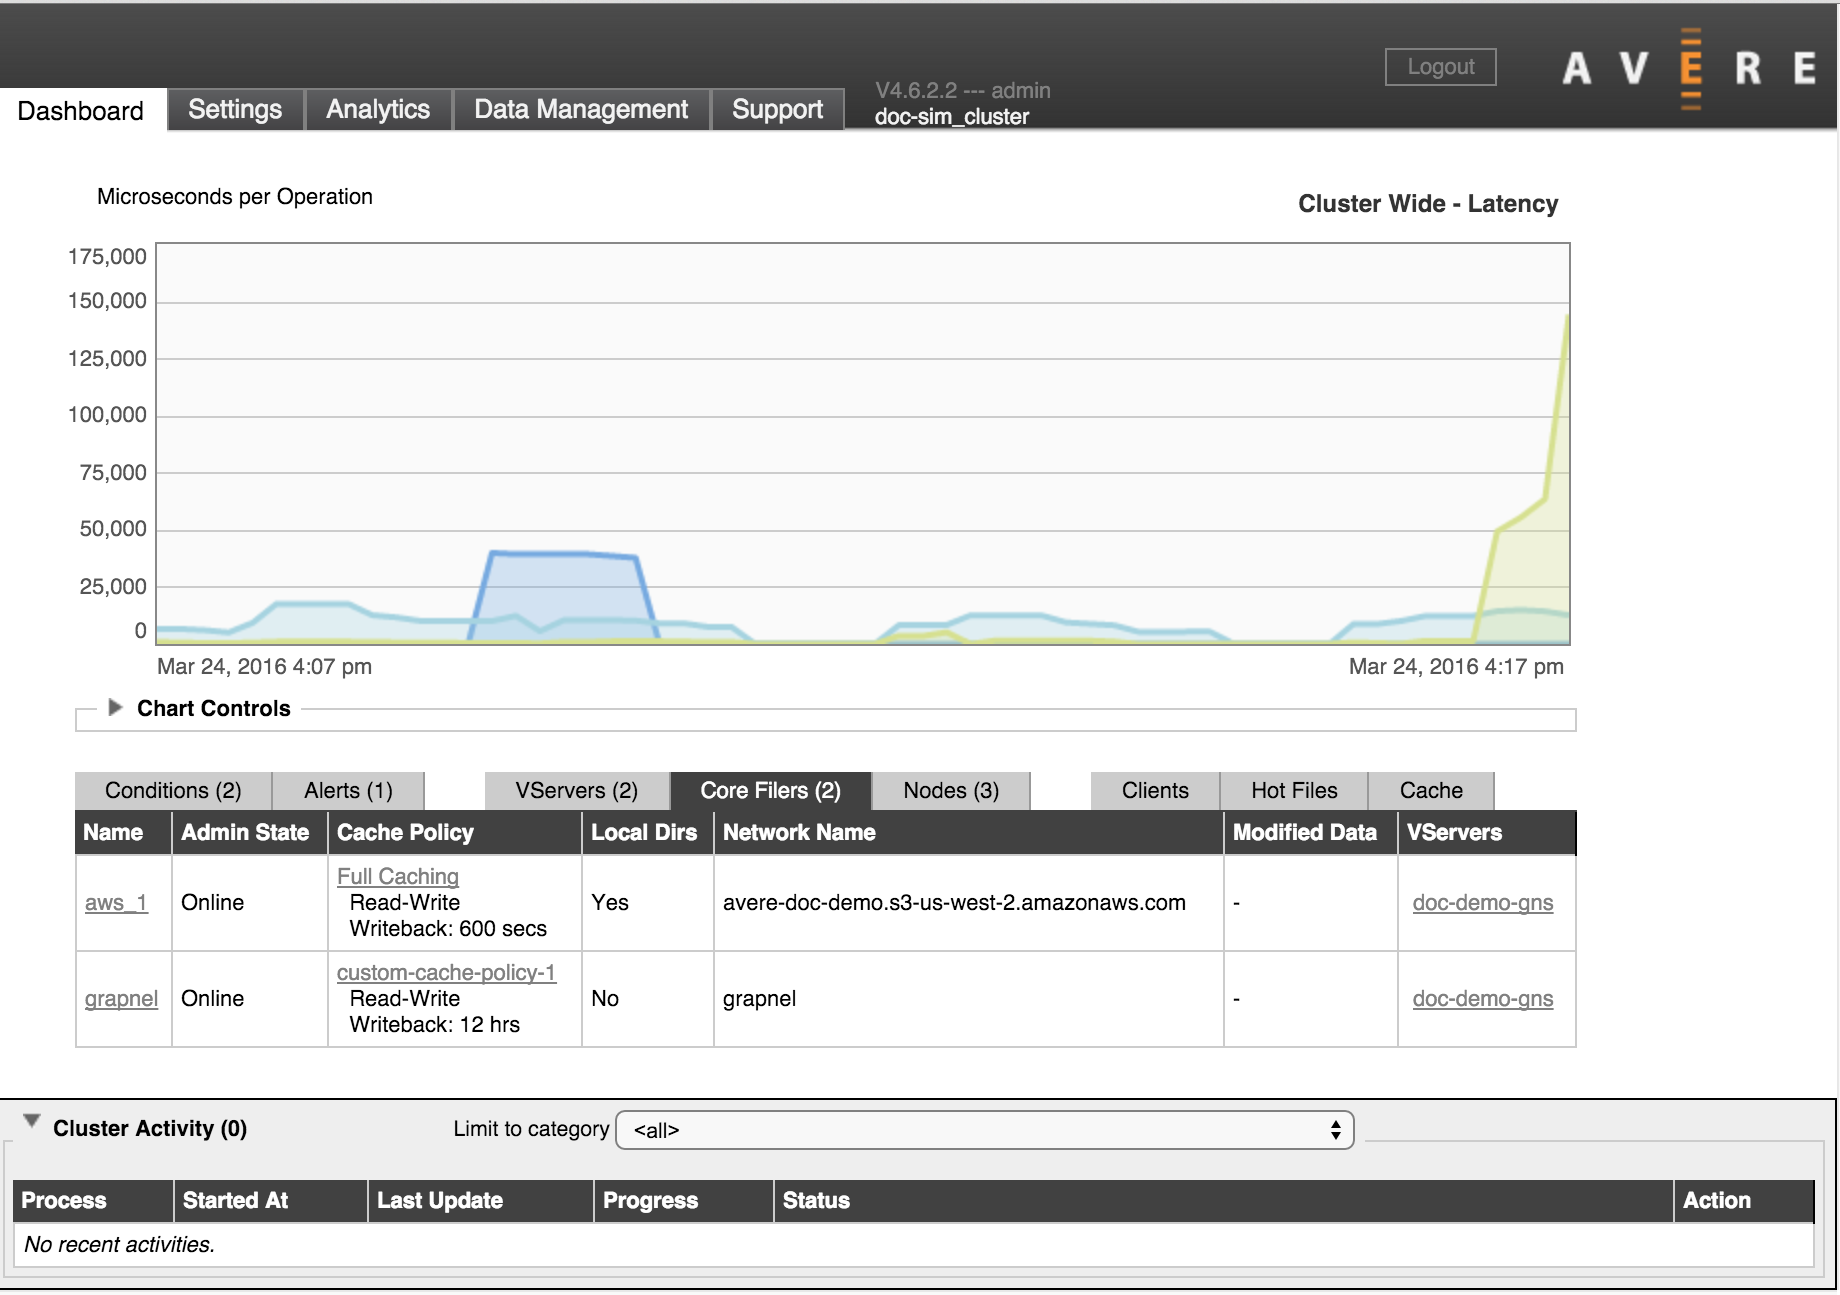 Logout
A V E R E
Dashboard
Settings
Analytics
Data Management
Support
V4.6.2.2 --- admin
doc-sim_cluster
Microseconds per Operation
Cluster Wide - Latency
175,000
150,000
125,000
100,000
75,000
50,000
25,000
0
Mar 24, 2016 4:07 pm
Mar 24, 2016 4:17 pm
Chart Controls
Conditions (2)
Alerts (1)
VServers (2)
Core Filers (2)
Nodes (3)
Clients
Hot Files
Cache
Name
Admin State
Cache Policy
Local Dirs
Network Name
Modified Data
VServers
aws_1
Online
Full Caching
Read-Write
Writeback: 600 secs
Yes
avere-doc-demo.s3-us-west-2.amazonaws.com
-
doc-demo-gns
grapnel
Online
custom-cache-policy-1
Read-Write
Writeback: 12 hrs
No
grapnel
-
doc-demo-gns
Cluster Activity (0)
Limit to category
<all>
Process
Started At
Last Update
Progress
Status
Action
No recent activities.